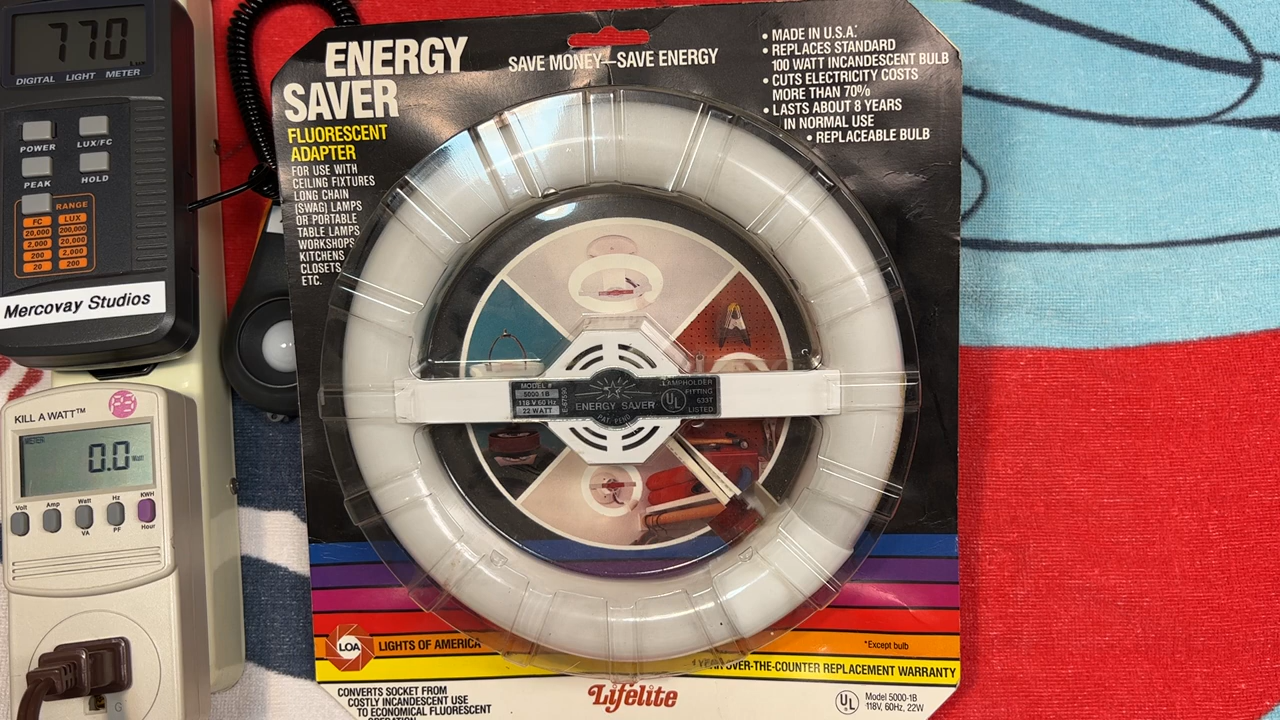 770
Lux
DIGITAL LIGHT METER
POWER
LUX/FC
PEAK
HOLD
RANGE
FC
LUX
20,000
200,000
2,000
20,000
200
2,000
20
200
Mercovay Studios
KILL A WATT™
0.0 Watt
Volt
Amp
Watt
Hz
KWH
VA
PF
Hour
ENERGY
SAVER
FLUORESCENT
ADAPTER
FOR USE WITH
CEILING FIXTURES
LONG CHAIN
(SWAG) LAMPS
OR PORTABLE
TABLE LAMPS
WORKSHOPS
KITCHENS
CLOSETS
ETC.
SAVE MONEY—SAVE ENERGY
• MADE IN U.S.A.*
• REPLACES STANDARD
100 WATT INCANDESCENT BULB
• CUTS ELECTRICITY COSTS
MORE THAN 70%
• LASTS ABOUT 8 YEARS
IN NORMAL USE
• REPLACEABLE BULB
MODEL #
5000 1B
118 V 60 Hz
22 WATT
ENERGY SAVER
PAT. PEND
UL
LAMPHOLDER
FITTING
633T
LISTED
LOA
LIGHTS OF AMERICA
*Except bulb
YEAR OVER-THE-COUNTER REPLACEMENT WARRANTY
CONVERTS SOCKET FROM
COSTLY INCANDESCENT USE
TO ECONOMICAL FLUORESCENT
OPERATION
Lifelite
UL
Model 5000-1B
118V, 60Hz, 22W